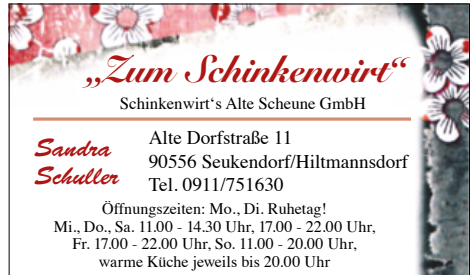 „Zum Schinkenwirt“
Schinkenwirt‘s Alte Scheune GmbH
Sandra
Schuller
Alte Dorfstraße 11
90556 Seukendorf/Hiltmannsdorf
Tel. 0911/751630
Öffnungszeiten: Mo., Di. Ruhetag!
Mi., Do., Sa. 11.00 - 14.30 Uhr, 17.00 - 22.00 Uhr,
Fr. 17.00 - 22.00 Uhr, So. 11.00 - 20.00 Uhr,
warme Küche jeweils bis 20.00 Uhr